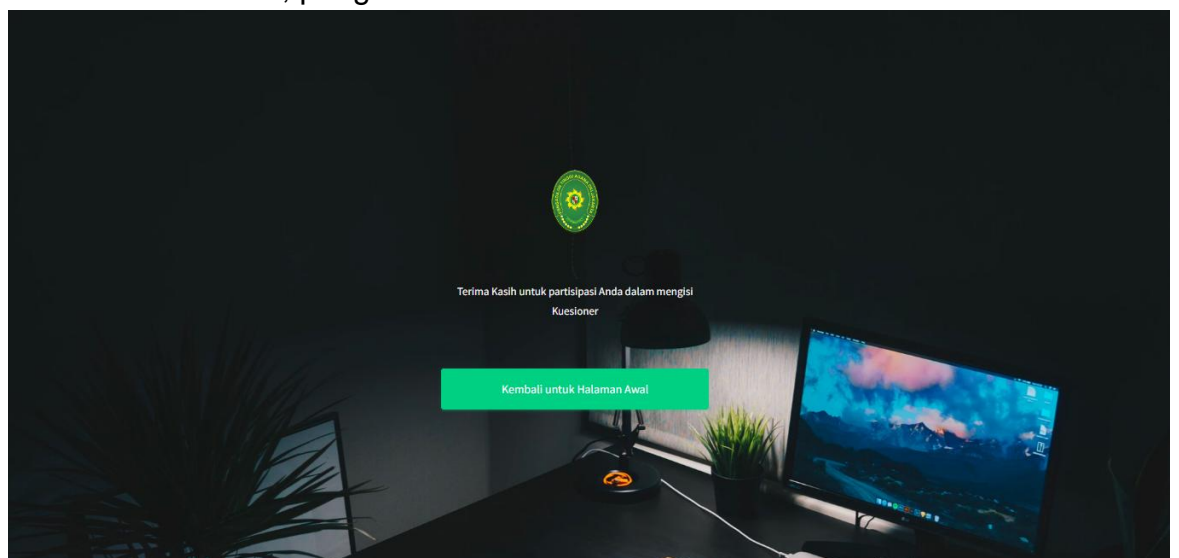 Terima Kasih untuk partisipasi Anda dalam mengisi
Kuesioner
Kembali untuk Halaman Awal